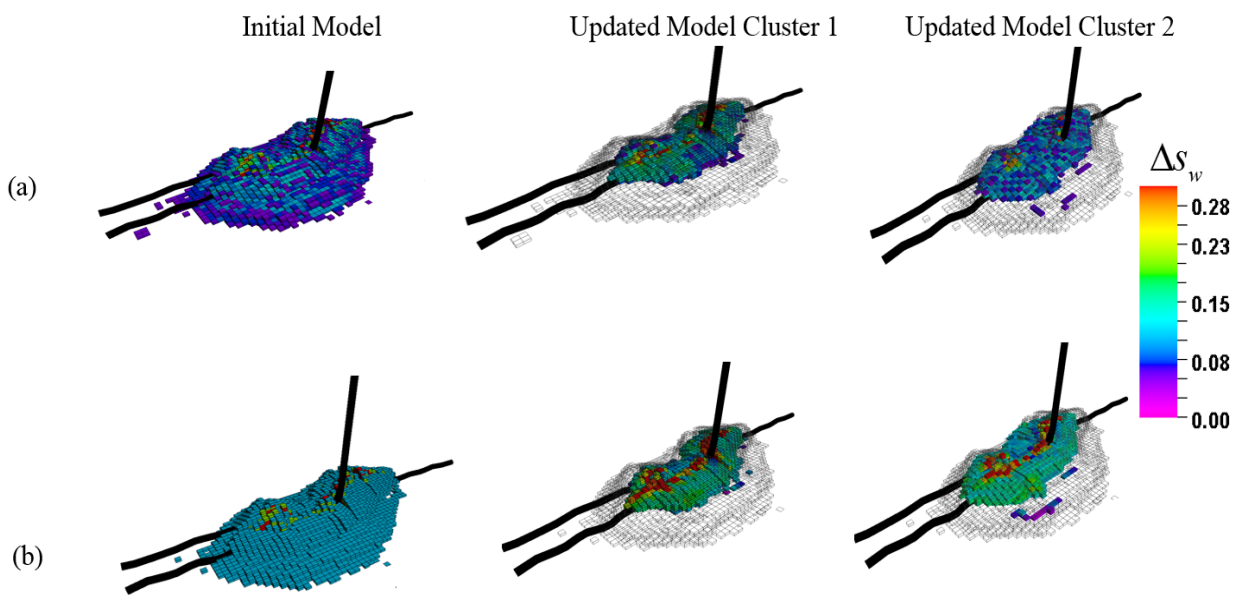 Initial Model
Updated Model Cluster 1
Updated Model Cluster 2
(a)
Δs_w
0.28
0.23
0.15
0.08
0.00
(b)